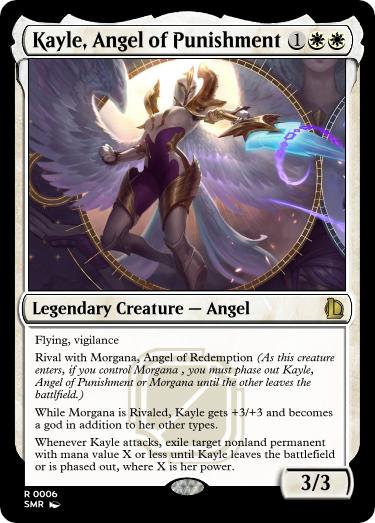 Kayle, Angel of Punishment 1
Legendary Creature — Angel
Flying, vigilance
Rival with Morgana, Angel of Redemption (As this creature
enters, if you control Morgana , you must phase out Kayle,
Angel of Punishment or Morgana until the other leaves the
battlfield.)
While Morgana is Rivaled, Kayle gets +3/+3 and becomes
a god in addition to her other types.
Whenever Kayle attacks, exile target nonland permanent
with mana value X or less until Kayle leaves the battlefield
or is phased out, where X is her power.
3/3
R 0006
SMR